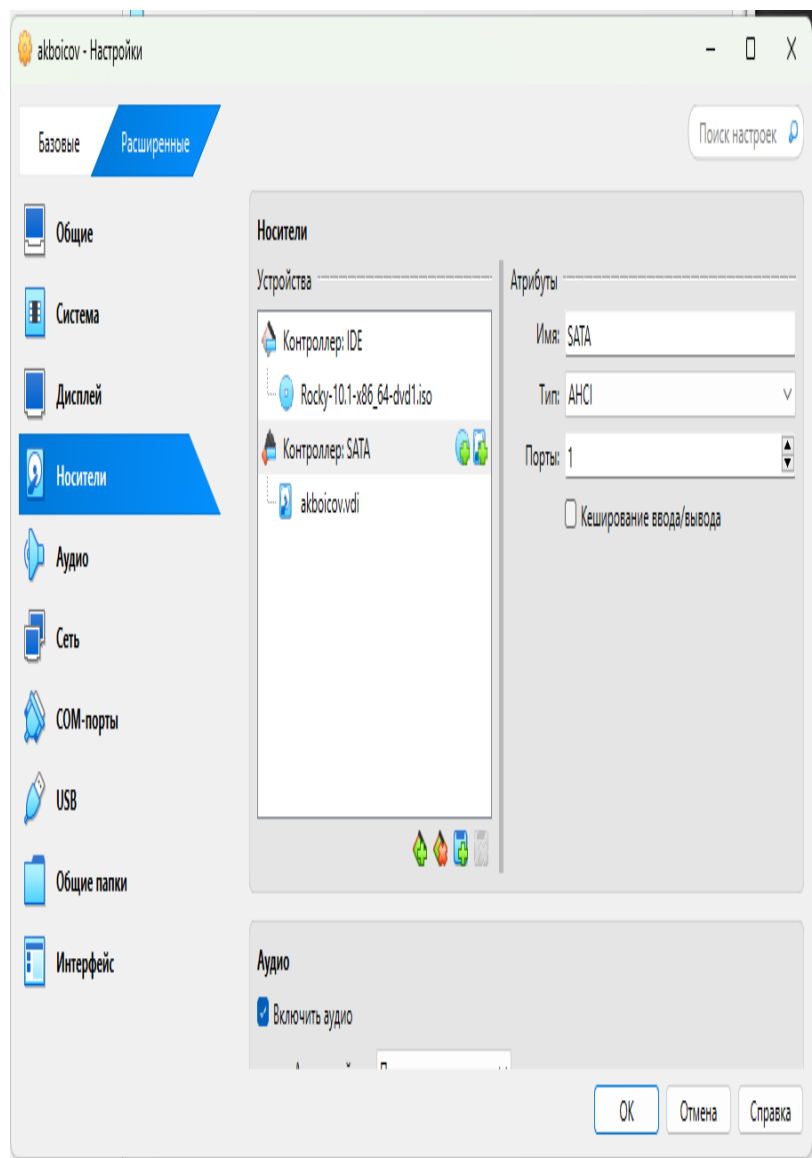 akboicov - Настройки
Базовые
Расширенные
Поиск настроек
Общие
Система
Дисплей
Носители
Аудио
Сеть
COM-порты
USB
Общие папки
Интерфейс
Носители
Устройства
Контроллер: IDE
Rocky-10.1-x86_64-dvd1.iso
Контроллер: SATA
akboicov.vdi
Атрибуты
Имя: SATA
Тип: AHCI
Порты: 1
Кеширование ввода/вывода
Аудио
Включить аудио
OK
Отмена
Справка